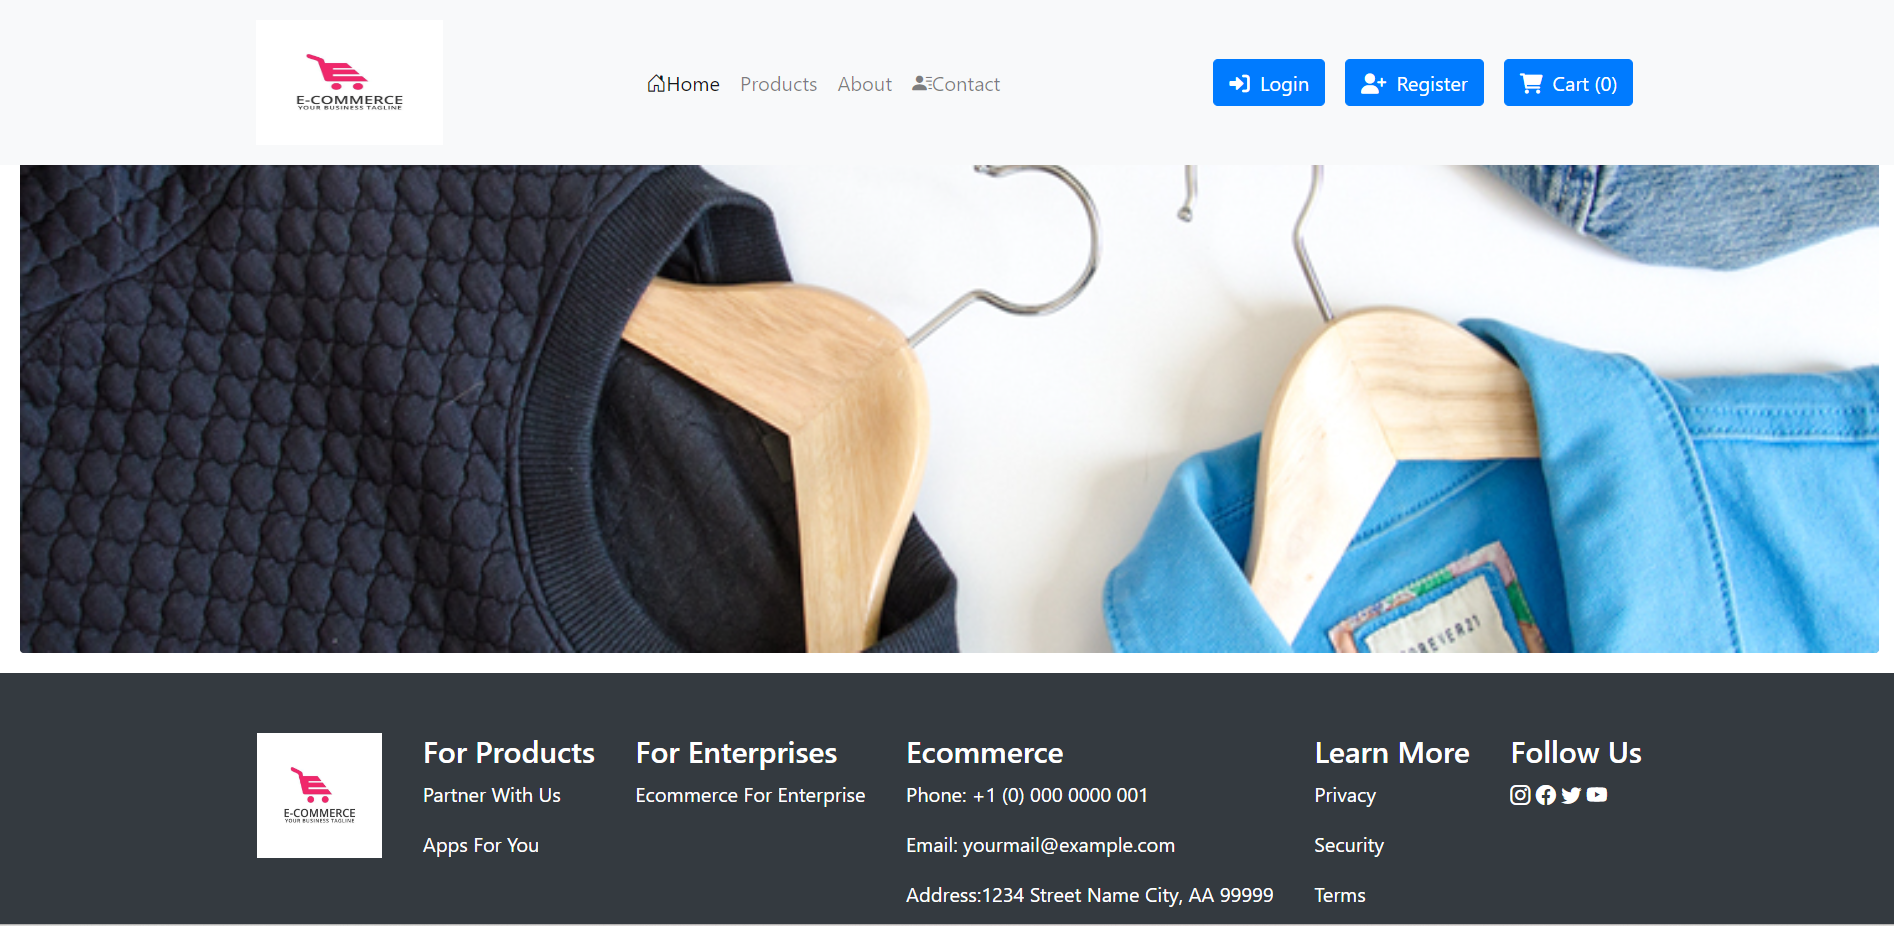 E-COMMERCE
YOUR BUSINESS TAGLINE
Home
Products
About
Contact
Login
Register
Cart (0)
FOREVER21
E-COMMERCE
YOUR BUSINESS TAGLINE
For Products
Partner With Us
Apps For You
For Enterprises
Ecommerce For Enterprise
Ecommerce
Phone: +1 (0) 000 0000 001
Email: yourmail@example.com
Address:1234 Street Name City, AA 99999
Learn More
Privacy
Security
Terms
Follow Us